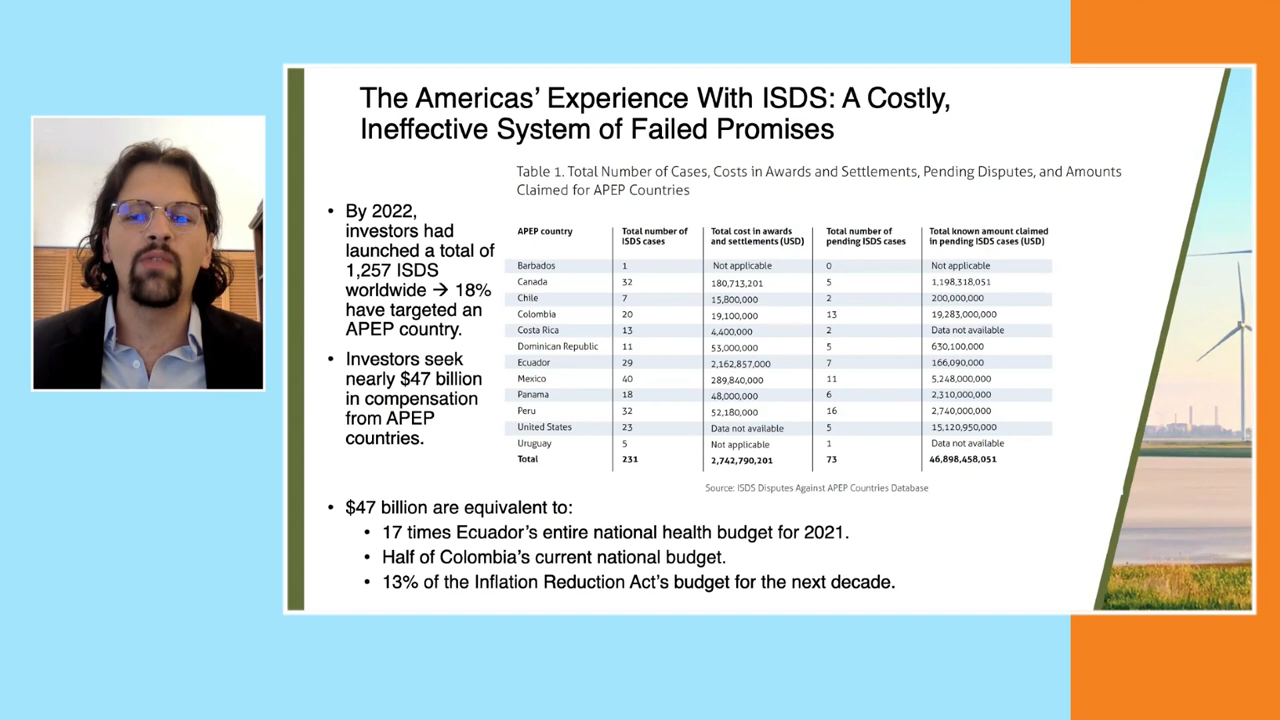 The Americas' Experience With ISDS: A Costly,
Ineffective System of Failed Promises
By 2022,
investors had
launched a total of
1,257 ISDS
worldwide → 18%
have targeted an
APEP country.
Investors seek
nearly $47 billion
in compensation
from APEP
countries.
Table 1. Total Number of Cases, Costs in Awards and Settlements, Pending Disputes, and Amounts
Claimed for APEP Countries
APEP country Total number of ISDS cases Total cost in awards and settlements (USD) Total number of pending ISDS cases Total known amount claimed in pending ISDS cases (USD)
Barbados 1 Not applicable 0 Not applicable
Canada 32 180,713,201 5 1,198,318,051
Chile 7 15,800,000 2 200,000,000
Colombia 20 19,100,000 13 19,283,000,000
Costa Rica 13 4,400,000 2 Data not available
Dominican Republic 11 53,000,000 5 630,100,000
Ecuador 29 2,162,857,000 7 166,090,000
Mexico 40 289,840,000 11 5,248,000,000
Panama 18 48,000,000 6 2,310,000,000
Peru 32 52,180,000 16 2,740,000,000
United States 23 Data not available 5 15,120,950,000
Uruguay 5 Not applicable 1 Data not available
Total 231 2,742,790,201 73 46,898,458,051
Source: ISDS Disputes Against APEP Countries Database
$47 billion are equivalent to:
17 times Ecuador's entire national health budget for 2021.
Half of Colombia's current national budget.
13% of the Inflation Reduction Act's budget for the next decade.